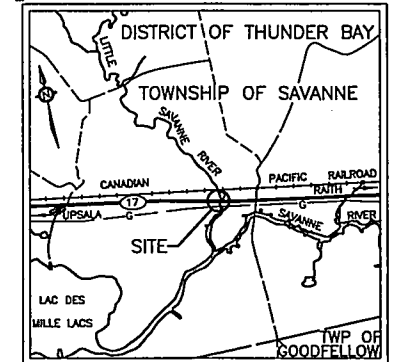 DISTRICT OF THUNDER BAY
LITTLE
TOWNSHIP OF SAVANNE
N
SAVANNE
RIVER
CANADIAN
PACIFIC
RAILROAD
RAITH
17
G
UPSALA
G
SAVANNE
RIVER
SITE
LAC DES
MILLE LACS
TWP OF
GOODFELLOW